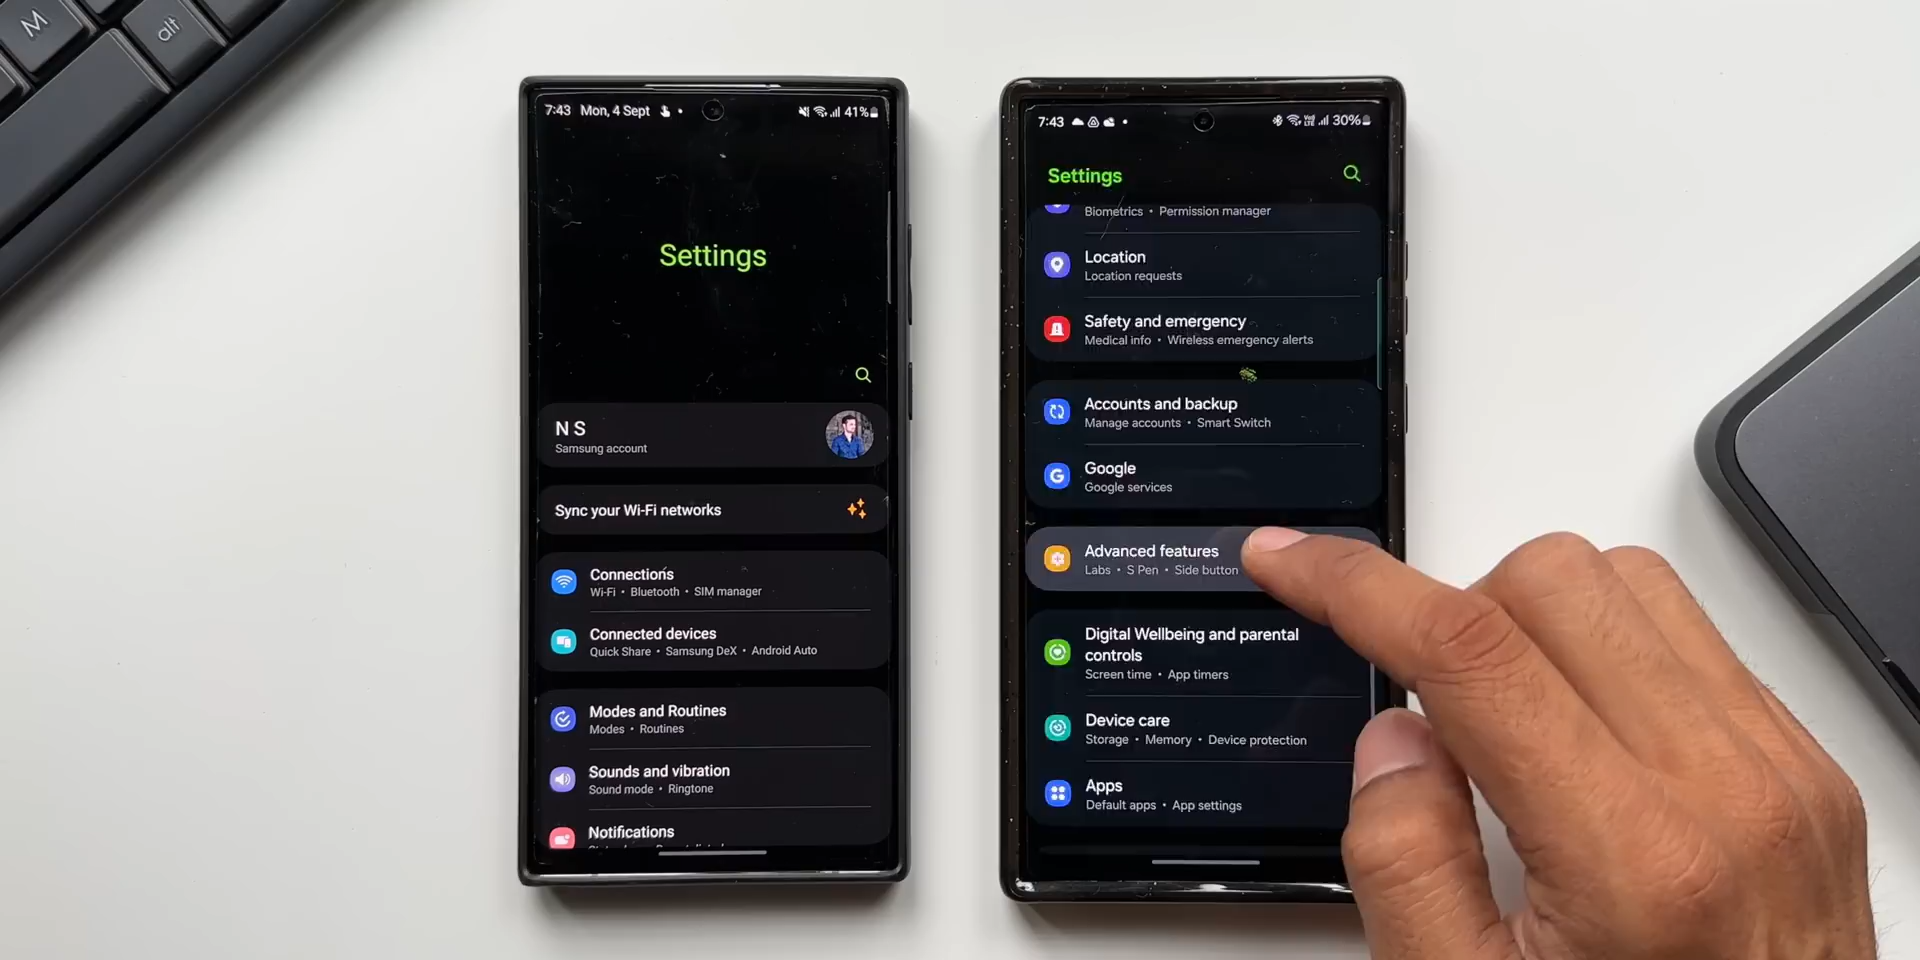 M
alt
7:43 Mon, 4 Sept
41%
Settings
N S
Samsung account
Sync your Wi-Fi networks
Connections
Wi-Fi • Bluetooth • SIM manager
Connected devices
Quick Share • Samsung DeX • Android Auto
Modes and Routines
Modes • Routines
Sounds and vibration
Sound mode • Ringtone
Notifications
7:43
30%
Settings
Biometrics • Permission manager
Location
Location requests
Safety and emergency
Medical info • Wireless emergency alerts
Accounts and backup
Manage accounts • Smart Switch
Google
Google services
Advanced features
Labs • S Pen • Side button
Digital Wellbeing and parental
controls
Screen time • App timers
Device care
Storage • Memory • Device protection
Apps
Default apps • App settings